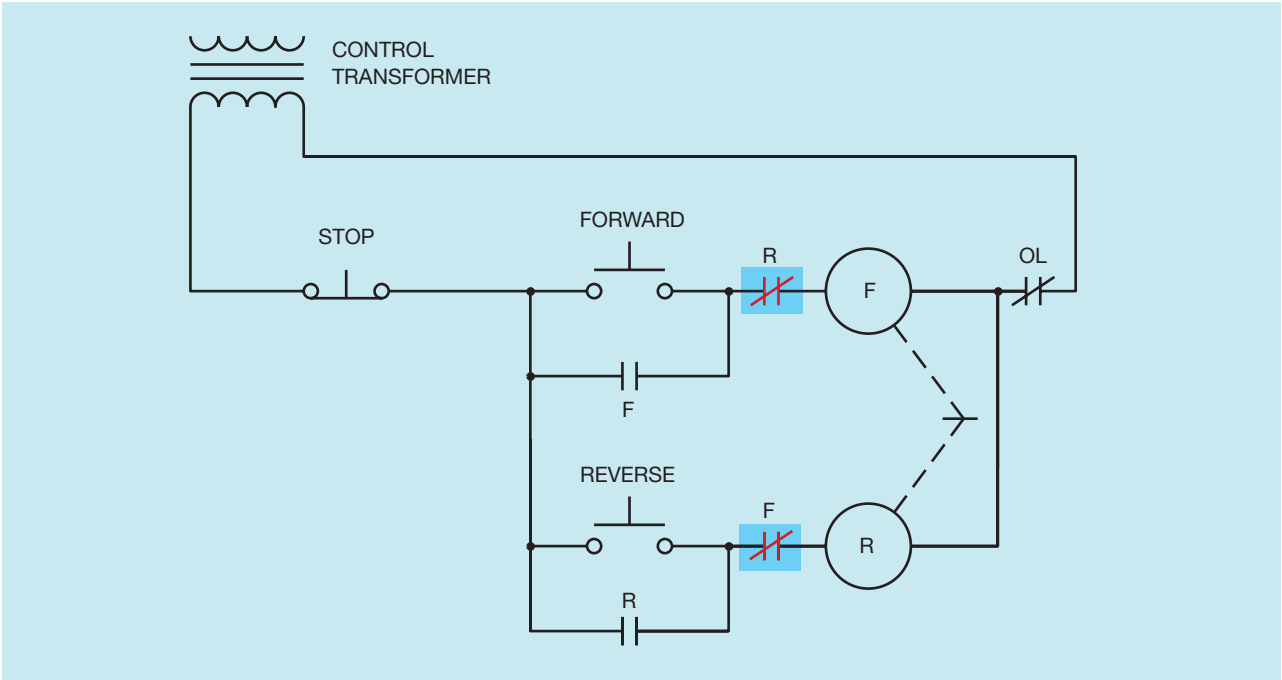 CONTROL
TRANSFORMER
STOP
FORWARD
R
F
OL
F
REVERSE
F
R
R